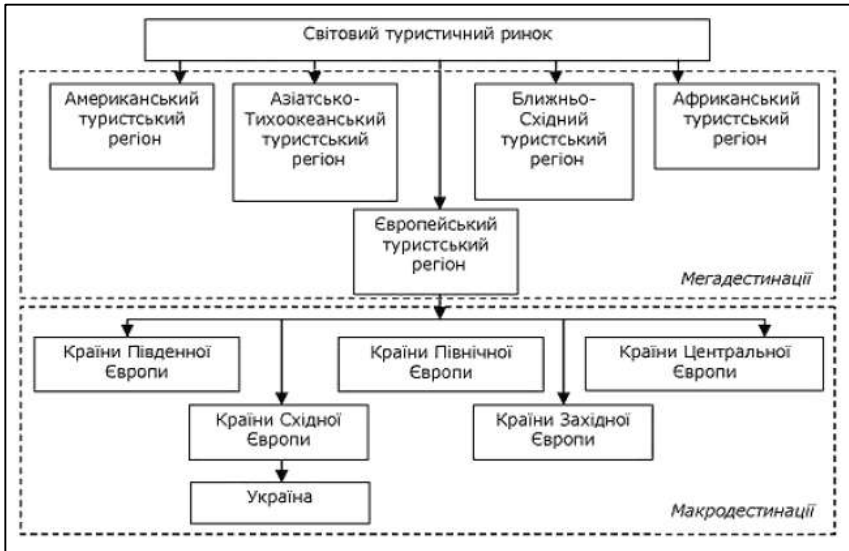 Світовий туристичний ринок
Американський
туристський
регіон
Азіатсько-
Тихоокеанський
туристський
регіон
Ближньо-
Східний
туристський
регіон
Африканський
туристський
регіон
Європейський
туристський
регіон
Мегадестинації
Країни Південної
Європи
Країни Північної
Європи
Країни Центральної
Європи
Країни Східної
Європи
Країни Західної
Європи
Україна
Макродестинації